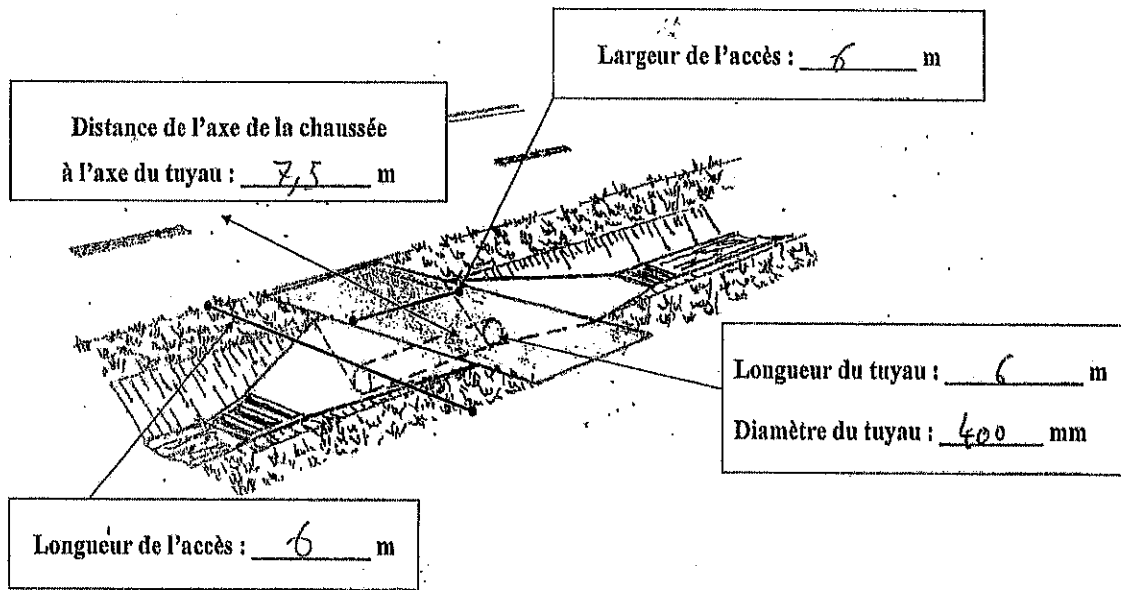 Largeur de l'accès : 6 m
Distance de l'axe de la chaussée
à l'axe du tuyau : 7,5 m
Longueur du tuyau : 6 m
Diamètre du tuyau : 400 mm
Longueur de l'accès : 6 m